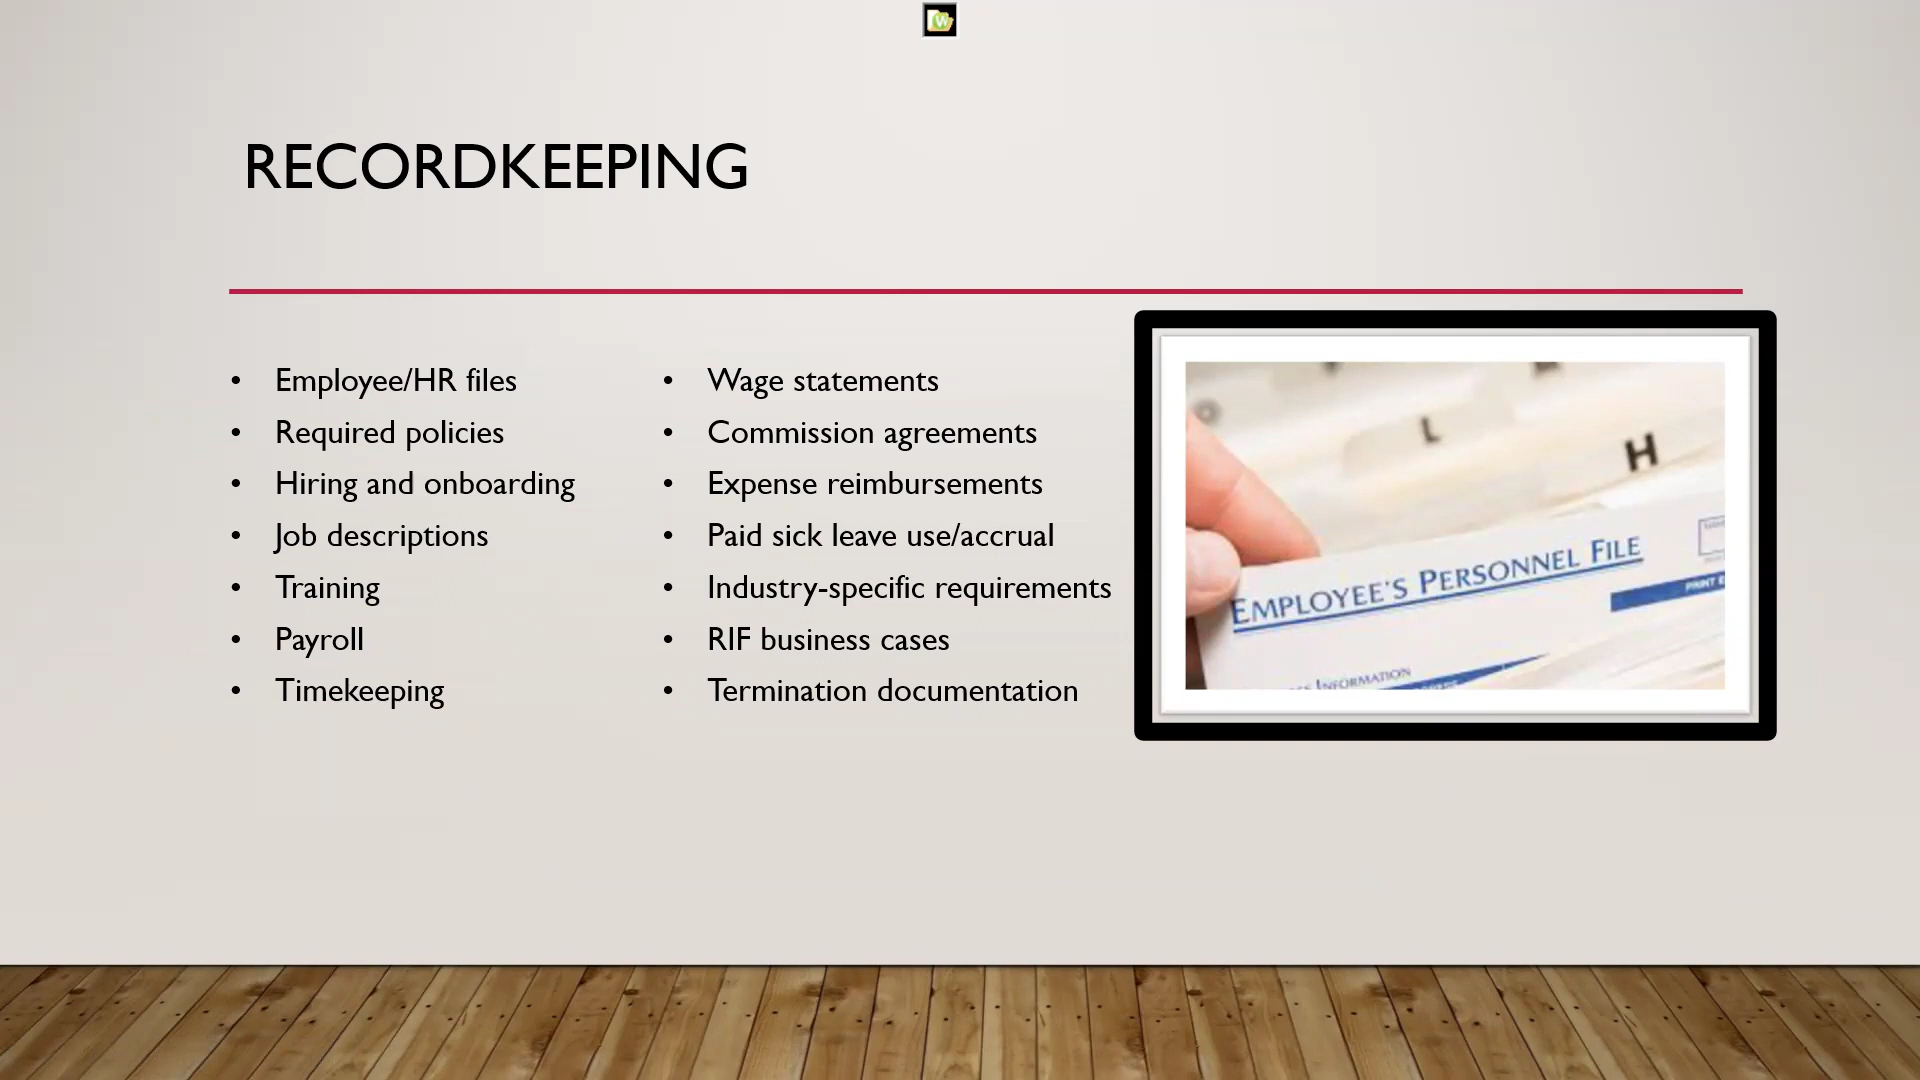 RECORDKEEPING
• Employee/HR files
• Required policies
• Hiring and onboarding
• Job descriptions
• Training
• Payroll
• Timekeeping
• Wage statements
• Commission agreements
• Expense reimbursements
• Paid sick leave use/accrual
• Industry-specific requirements
• RIF business cases
• Termination documentation
L
H
EMPLOYEE'S PERSONNEL FILE
PRINT
INFORMATION
W